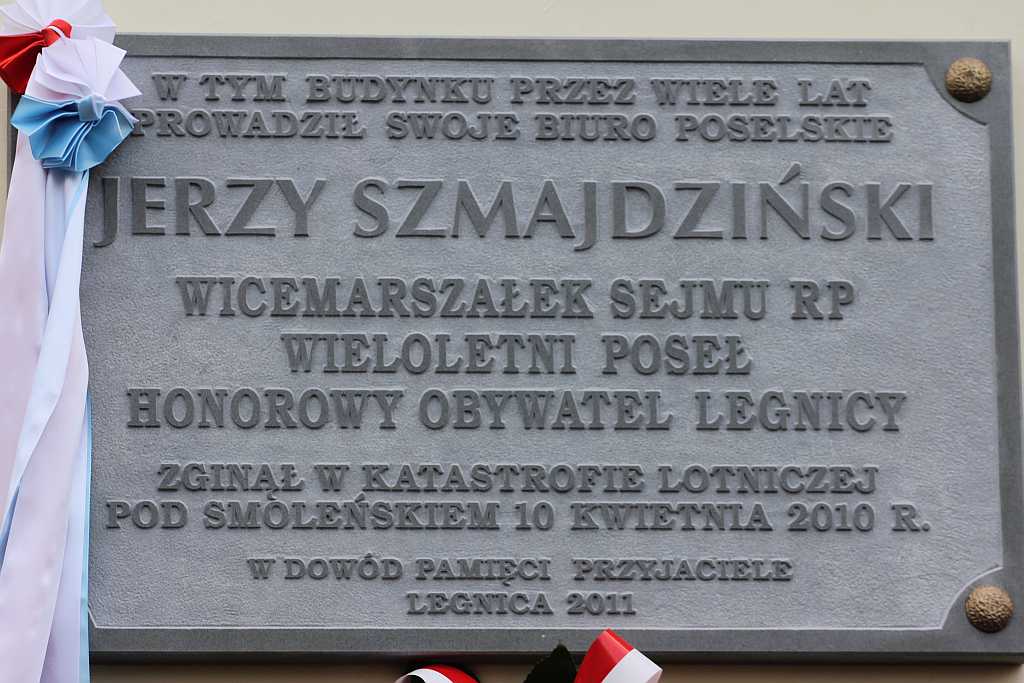 W TYM BUDYNKU PRZEZ WIELE LAT
PROWADZIŁ SWOJE BIURO POSELSKIE
JERZY SZMAJDZIŃSKI
WICEMARSZAŁEK SEJMU RP
WIELOLETNI POSEŁ
HONOROWY OBYWATEL LEGNICY
ZGINĄŁ W KATASTROFIE LOTNICZEJ
POD SMOLEŃSKIEM 10 KWIETNIA 2010 R.
W DOWÓD PAMIĘCI PRZYJACIELE
LEGNICA 2011